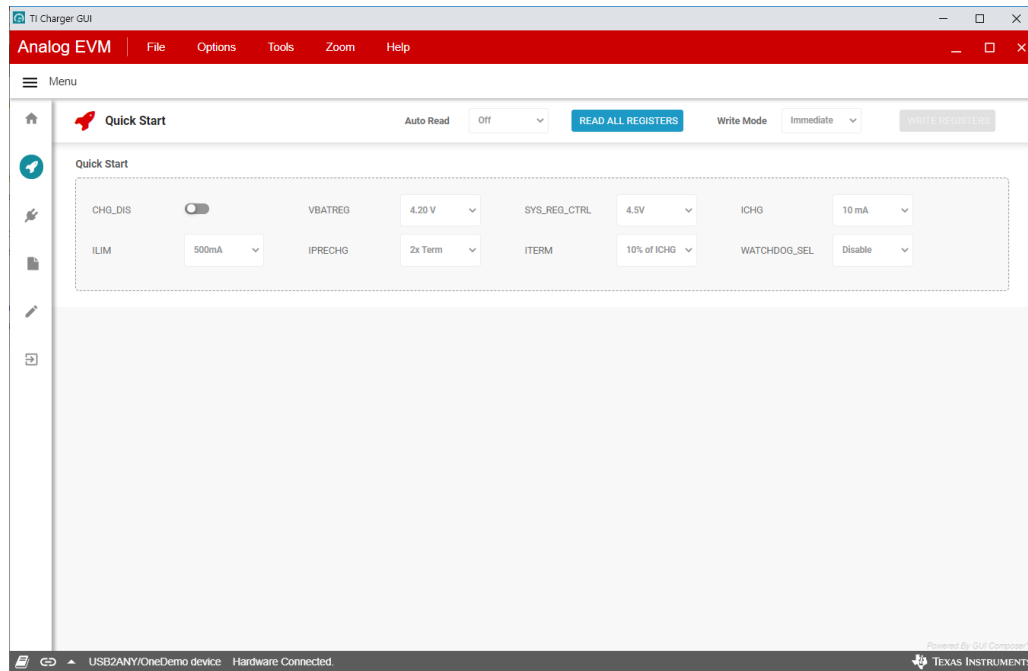 TI Charger GUI
Analog EVM File Options Tools Zoom Help
Menu
Quick Start Auto Read Off READ ALL REGISTERS Write Mode Immediate WRITE REGISTERS
Quick Start
CHG_DIS VBATREG 4.20 V SYS_REG_CTRL 4.5V ICHG 10 mA
ILIM 500mA IPRECHG 2x Term ITERM 10% of ICHG WATCHDOG_SEL Disable
Powered By GUI Composer
USB2ANY/OneDemo device Hardware Connected. TEXAS INSTRUMENTS